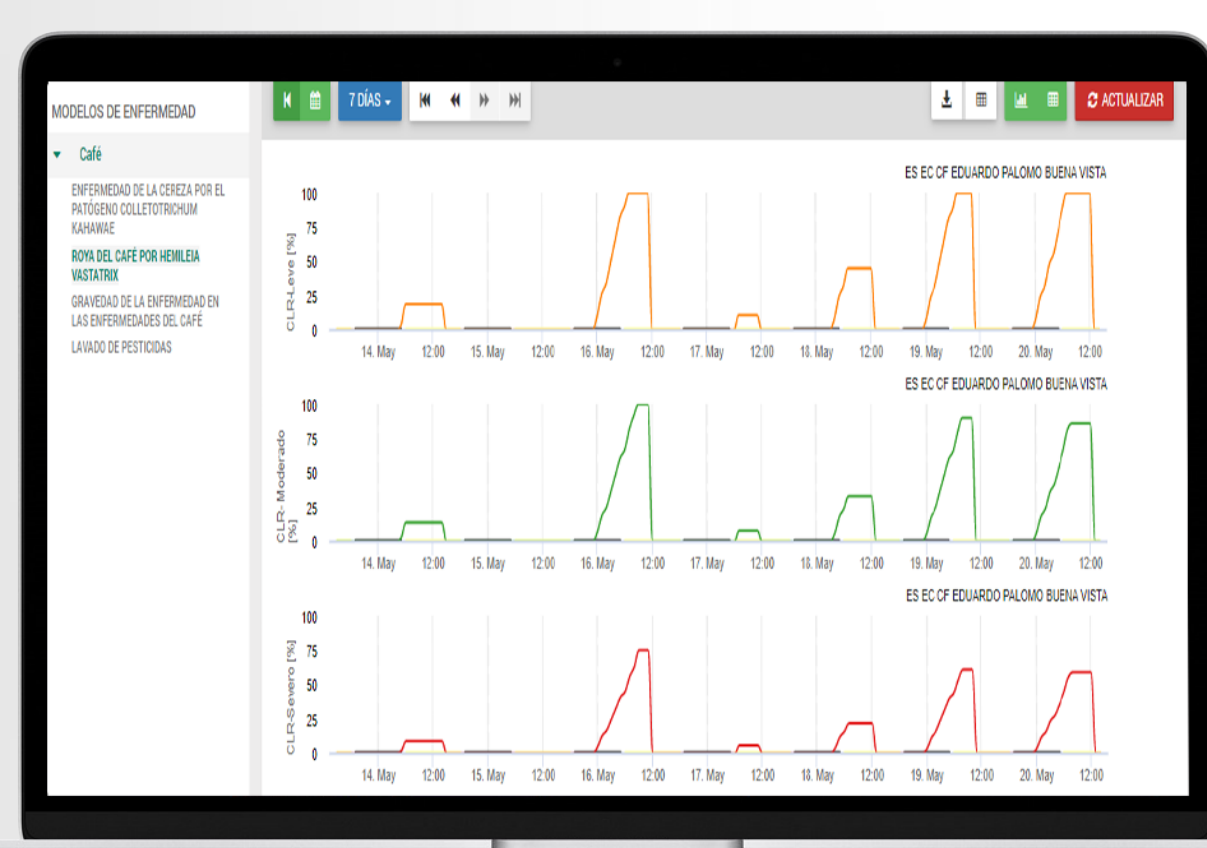 MODELOS DE ENFERMEDAD
Café
ENFERMEDAD DE LA CEREZA POR EL
PATÓGENO COLLETOTRICHUM
KAHAWAE
ROYA DEL CAFÉ POR HEMILEIA
VASTATRIX
GRAVEDAD DE LA ENFERMEDAD EN
LAS ENFERMEDADES DEL CAFÉ
LAVADO DE PESTICIDAS
7 DÍAS
ACTUALIZAR
ES EC CF EDUARDO PALOMO BUENA VISTA
CLR-Leve [%]
100
75
50
25
0
14. May 12:00 15. May 12:00 16. May 12:00 17. May 12:00 18. May 12:00 19. May 12:00 20. May 12:00
ES EC CF EDUARDO PALOMO BUENA VISTA
CLR- Moderado
[%]
100
75
50
25
0
14. May 12:00 15. May 12:00 16. May 12:00 17. May 12:00 18. May 12:00 19. May 12:00 20. May 12:00
ES EC CF EDUARDO PALOMO BUENA VISTA
CLR-Severo [%]
100
75
50
25
0
14. May 12:00 15. May 12:00 16. May 12:00 17. May 12:00 18. May 12:00 19. May 12:00 20. May 12:00